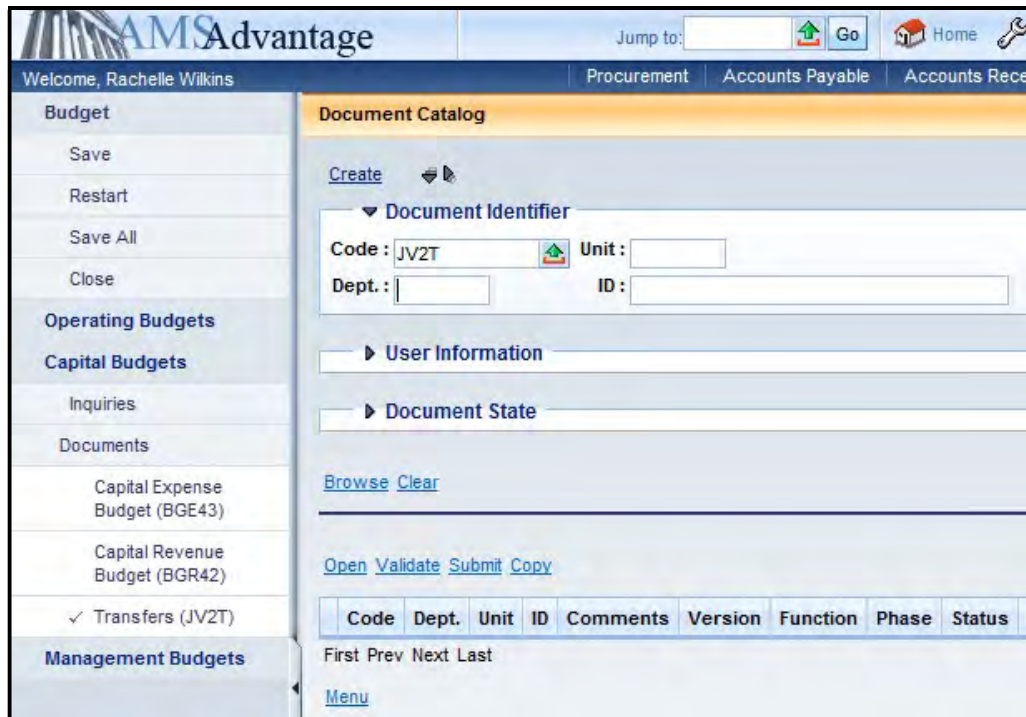 AMSAdvantage
Jump to:
Go
Home
Welcome, Rachelle Wilkins
Procurement
Accounts Payable
Accounts Rece
Budget
Save
Restart
Save All
Close
Operating Budgets
Capital Budgets
Inquiries
Documents
Capital Expense
Budget (BGE43)
Capital Revenue
Budget (BGR42)
✓ Transfers (JV2T)
Management Budgets
Document Catalog
Create
Document Identifier
Code : JV2T
Unit :
Dept. :
ID :
User Information
Document State
Browse Clear
Open Validate Submit Copy
Code Dept. Unit ID Comments Version Function Phase Status
First Prev Next Last
Menu